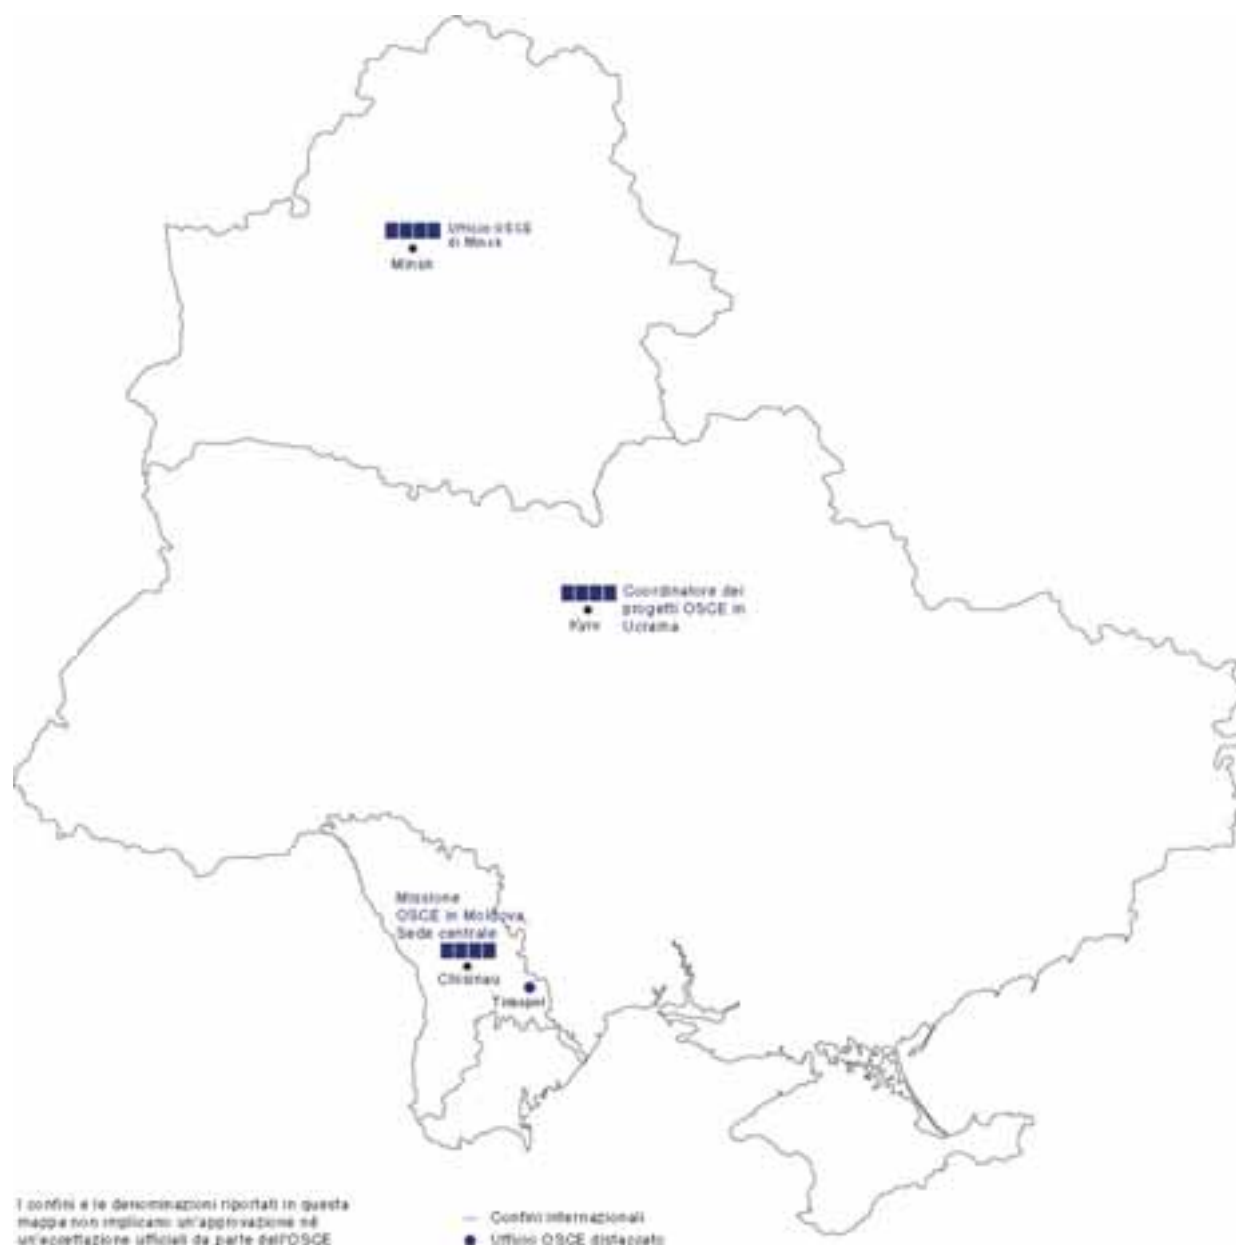 Ufficio OSCE
di Minsk
Minsk
Coordinatore dei
progetti OSCE in
Ucraina
Kyiv
Missione
OSCE in Moldova,
Sede centrale
Chisinau
Tiraspol
I confini e le denominazioni riportati in questa
mappa non implicano un'approvazione né
un'accettazione ufficiali da parte dell'OSCE
Confini internazionali
Ufficio OSCE distaccato